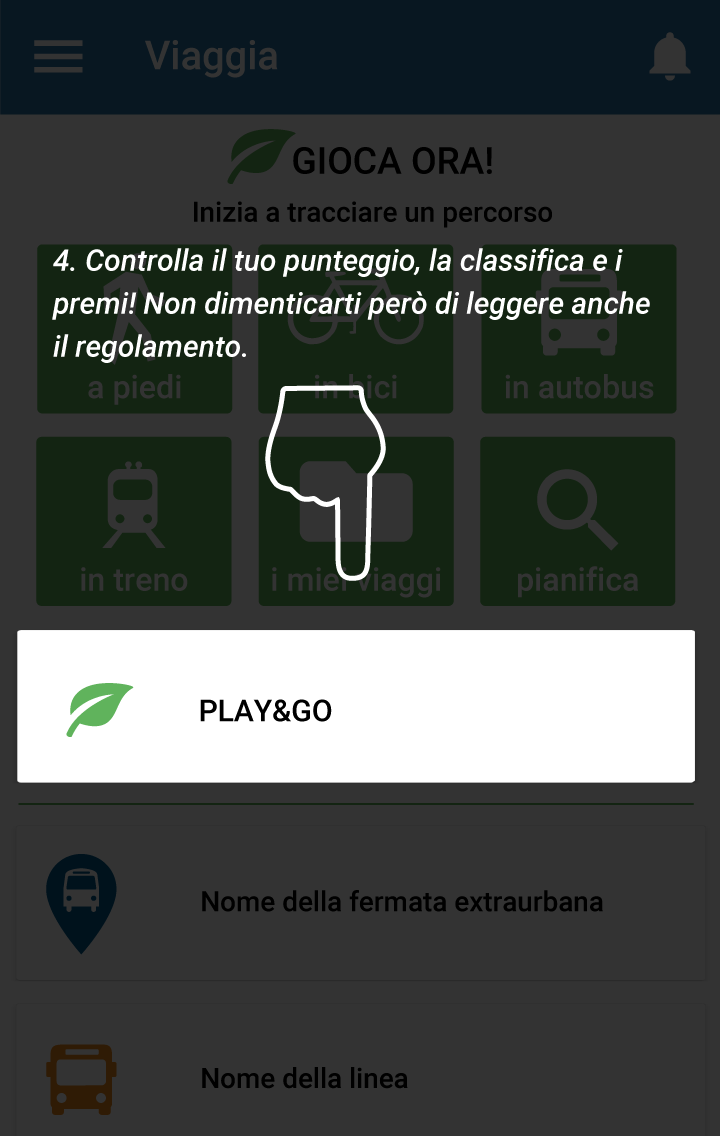 Viaggia
GIOCA ORA!
Inizia a tracciare un percorso
4. Controlla il tuo punteggio, la classifica e i
premi! Non dimenticarti però di leggere anche
il regolamento.
a piedi
in bici
in autobus
in treno
i miei viaggi
pianifica
PLAY&GO
Nome della fermata extraurbana
Nome della linea